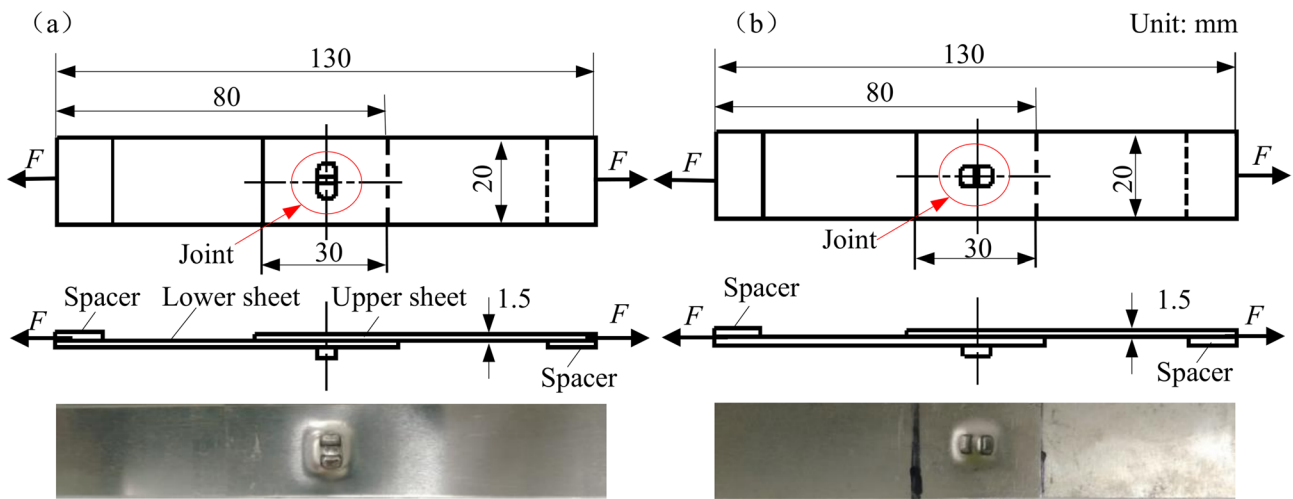 (a)
130
80
F
F
20
Joint
30
Spacer
Lower sheet
Upper sheet
1.5
F
F
Spacer
(b)
Unit: mm
130
80
F
F
20
Joint
30
Spacer
1.5
F
F
Spacer